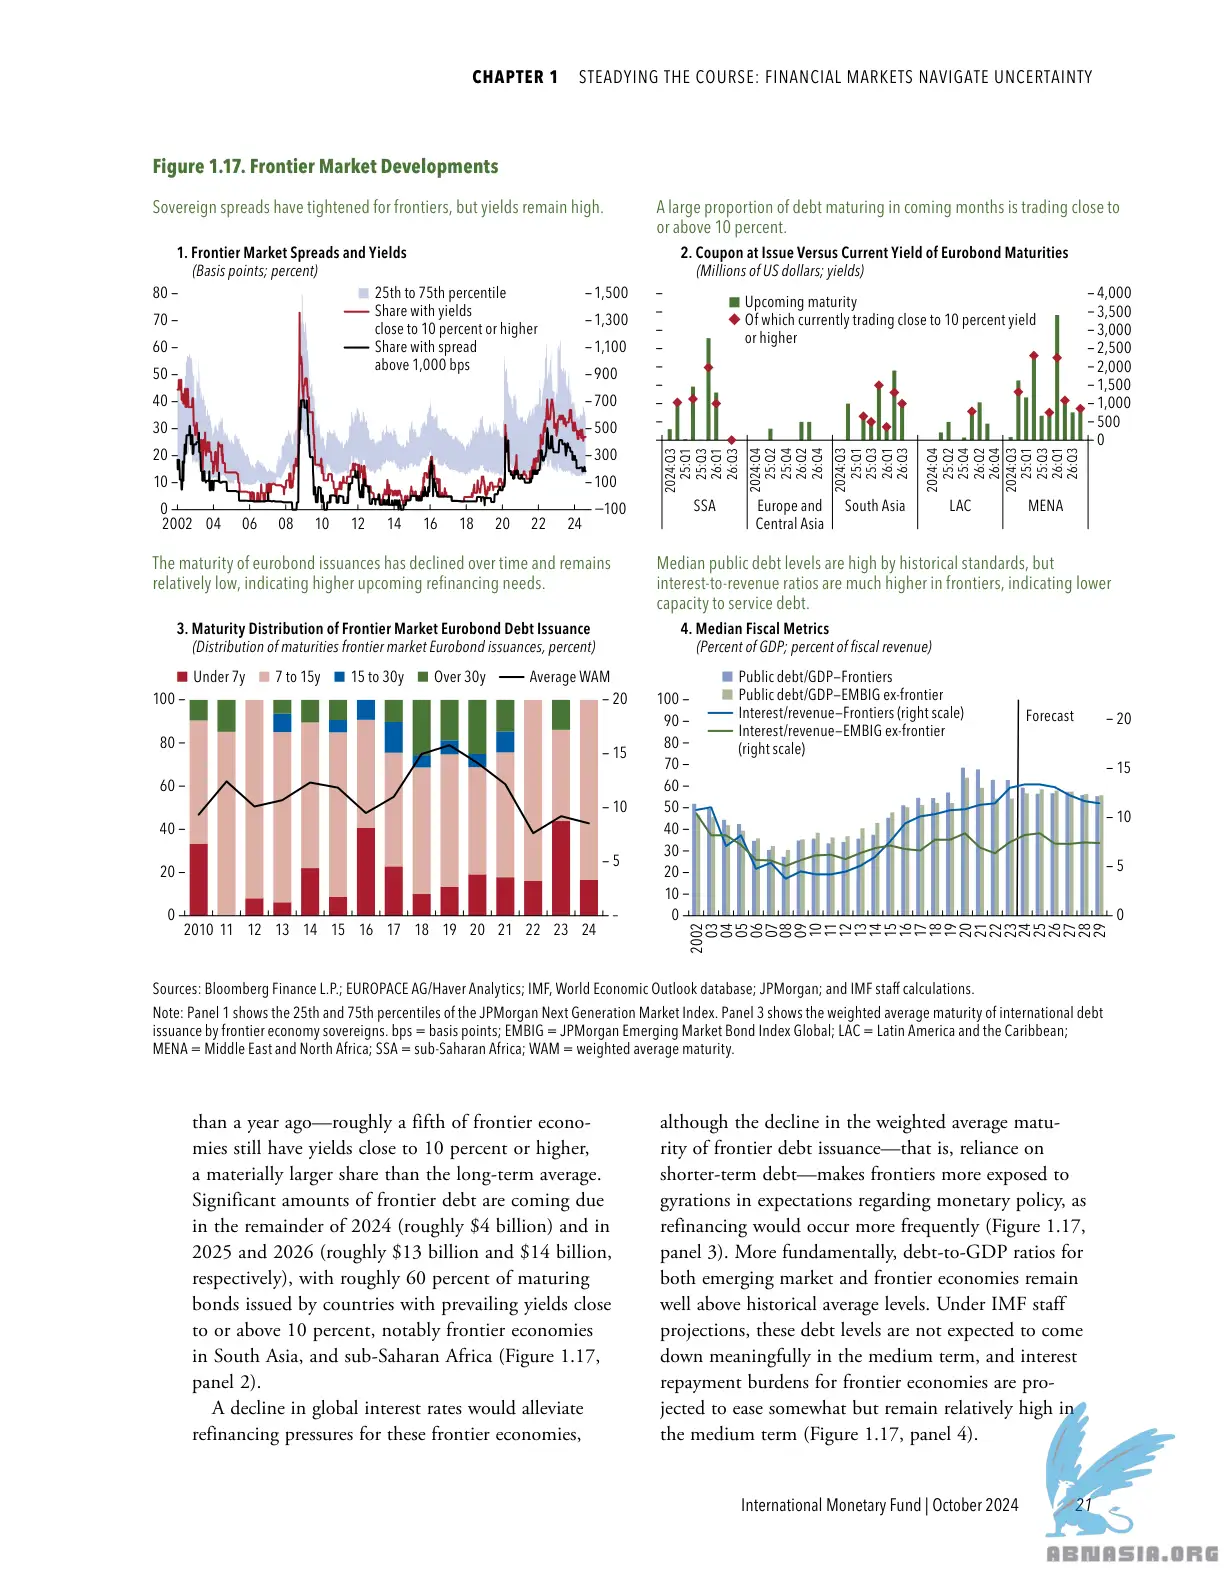 CHAPTER 1 STEADYING THE COURSE: FINANCIAL MARKETS NAVIGATE UNCERTAINTY
Figure 1.17. Frontier Market Developments
Sovereign spreads have tightened for frontiers, but yields remain high.
1. Frontier Market Spreads and Yields
(Basis points; percent)
25th to 75th percentile
Share with yields
close to 10 percent or higher
Share with spread
above 1,000 bps
80
70
60
50
40
30
20
10
0
1,500
1,300
1,100
900
700
500
300
100
–100
2002 04 06 08 10 12 14 16 18 20 22 24
A large proportion of debt maturing in coming months is trading close to
or above 10 percent.
2. Coupon at Issue Versus Current Yield of Eurobond Maturities
(Millions of US dollars; yields)
Upcoming maturity
Of which currently trading close to 10 percent yield
or higher
4,000
3,500
3,000
2,500
2,000
1,500
1,000
500
0
2024:Q3 25:Q1 25:Q3 26:Q1 26:Q3 2024:Q4 25:Q2 25:Q4 26:Q2 26:Q4 2024:Q3 25:Q1 25:Q3 26:Q1 26:Q3 2024:Q4 25:Q2 25:Q4 26:Q2 26:Q4 2024:Q3 25:Q1 25:Q3 26:Q1 26:Q3
SSA Europe and South Asia LAC MENA
Central Asia
The maturity of eurobond issuances has declined over time and remains
relatively low, indicating higher upcoming refinancing needs.
3. Maturity Distribution of Frontier Market Eurobond Debt Issuance
(Distribution of maturities frontier market Eurobond issuances, percent)
Under 7y 7 to 15y 15 to 30y Over 30y Average WAM
100
80
60
40
20
0
20
15
10
5
–
2010 11 12 13 14 15 16 17 18 19 20 21 22 23 24
Median public debt levels are high by historical standards, but
interest-to-revenue ratios are much higher in frontiers, indicating lower
capacity to service debt.
4. Median Fiscal Metrics
(Percent of GDP; percent of fiscal revenue)
Public debt/GDP–Frontiers
Public debt/GDP–EMBIG ex-frontier
Interest/revenue–Frontiers (right scale)
Interest/revenue–EMBIG ex-frontier
(right scale)
Forecast
100
90
80
70
60
50
40
30
20
10
0
20
15
10
5
0
2002 03 04 05 06 07 08 09 10 11 12 13 14 15 16 17 18 19 20 21 22 23 24 25 26 27 28 29
Sources: Bloomberg Finance L.P.; EUROPACE AG/Haver Analytics; IMF, World Economic Outlook database; JPMorgan; and IMF staff calculations.
Note: Panel 1 shows the 25th and 75th percentiles of the JPMorgan Next Generation Market Index. Panel 3 shows the weighted average maturity of international debt
issuance by frontier economy sovereigns. bps = basis points; EMBIG = JPMorgan Emerging Market Bond Index Global; LAC = Latin America and the Caribbean;
MENA = Middle East and North Africa; SSA = sub-Saharan Africa; WAM = weighted average maturity.
than a year ago—roughly a fifth of frontier econo-
mies still have yields close to 10 percent or higher,
a materially larger share than the long-term average.
Significant amounts of frontier debt are coming due
in the remainder of 2024 (roughly $4 billion) and in
2025 and 2026 (roughly $13 billion and $14 billion,
respectively), with roughly 60 percent of maturing
bonds issued by countries with prevailing yields close
to or above 10 percent, notably frontier economies
in South Asia, and sub-Saharan Africa (Figure 1.17,
panel 2).
A decline in global interest rates would alleviate
refinancing pressures for these frontier economies,
although the decline in the weighted average matu-
rity of frontier debt issuance—that is, reliance on
shorter-term debt—makes frontiers more exposed to
gyrations in expectations regarding monetary policy, as
refinancing would occur more frequently (Figure 1.17,
panel 3). More fundamentally, debt-to-GDP ratios for
both emerging market and frontier economies remain
well above historical average levels. Under IMF staff
projections, these debt levels are not expected to come
down meaningfully in the medium term, and interest
repayment burdens for frontier economies are pro-
jected to ease somewhat but remain relatively high in
the medium term (Figure 1.17, panel 4).
International Monetary Fund | October 2024 21
ABNASIA.ORG